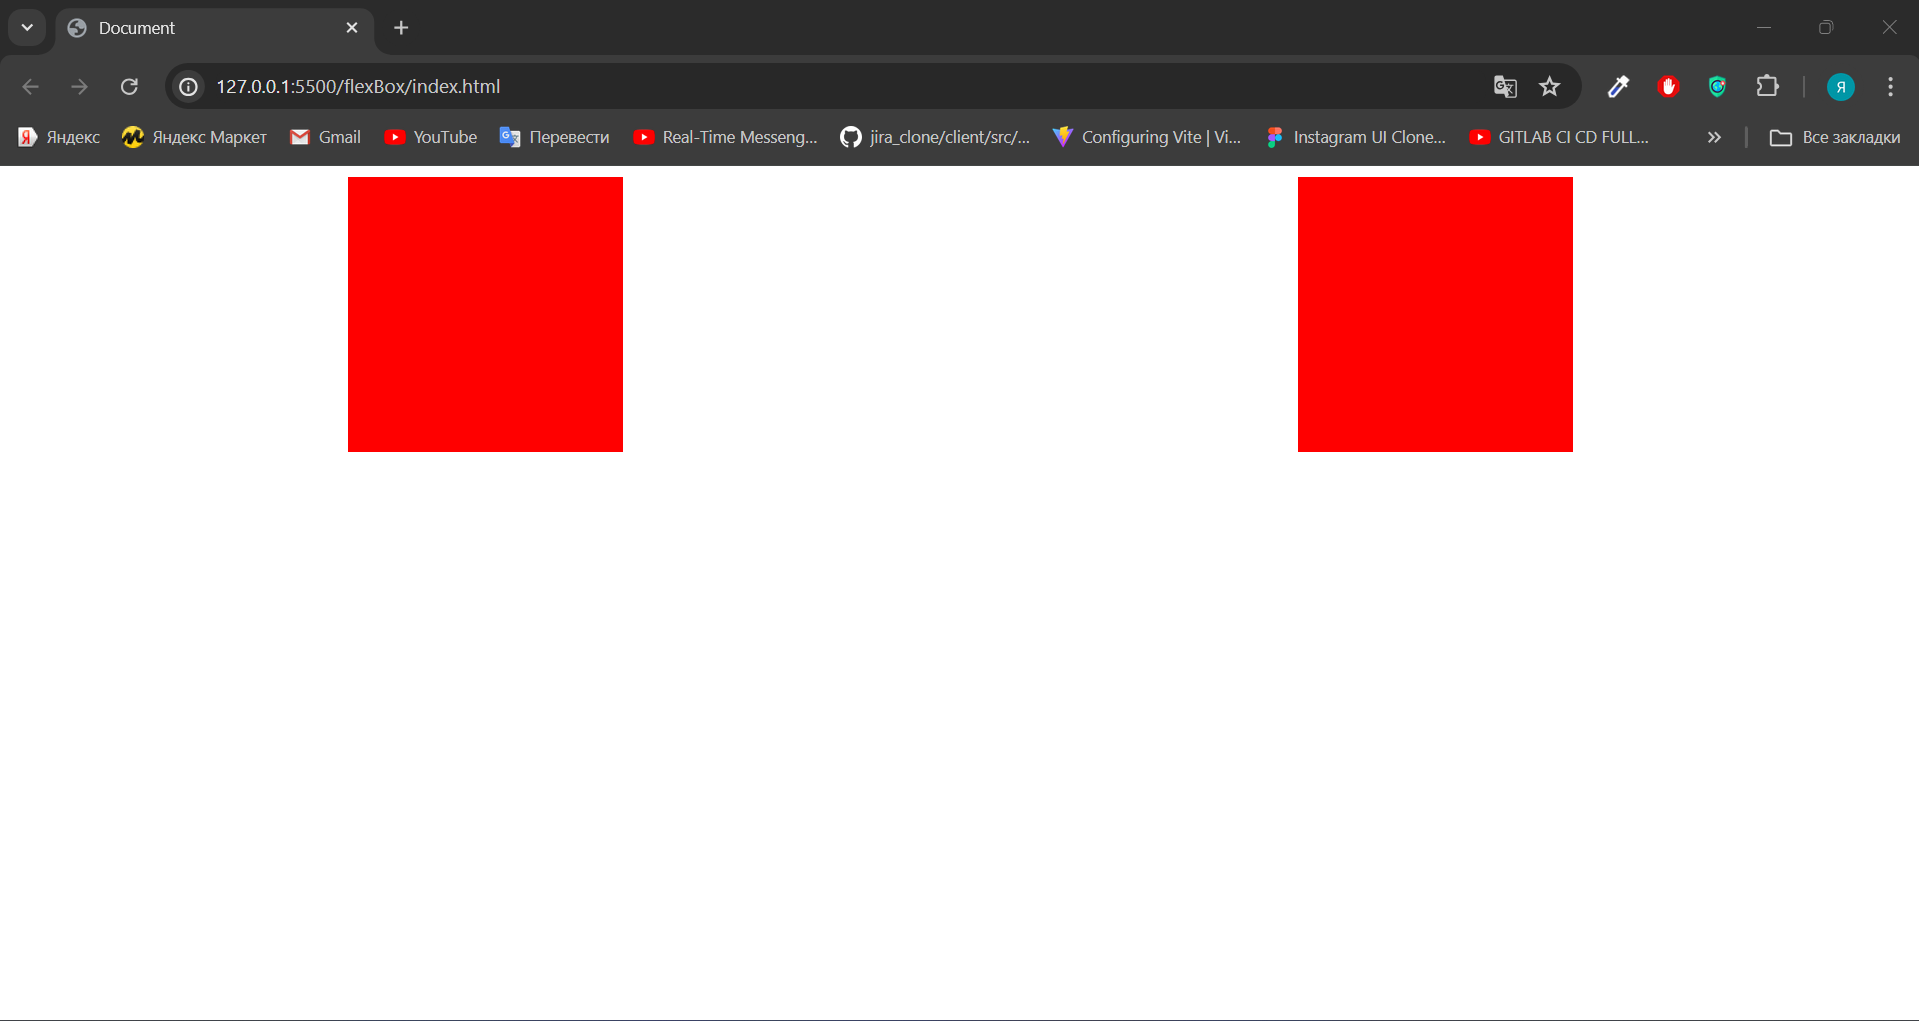 Document
127.0.0.1:5500/flexBox/index.html
Я
Яндекс Яндекс Маркет Gmail YouTube Перевести Real-Time Messeng... jira_clone/client/src/... Configuring Vite | Vi... Instagram UI Clone... GITLAB CI CD FULL... Все закладки